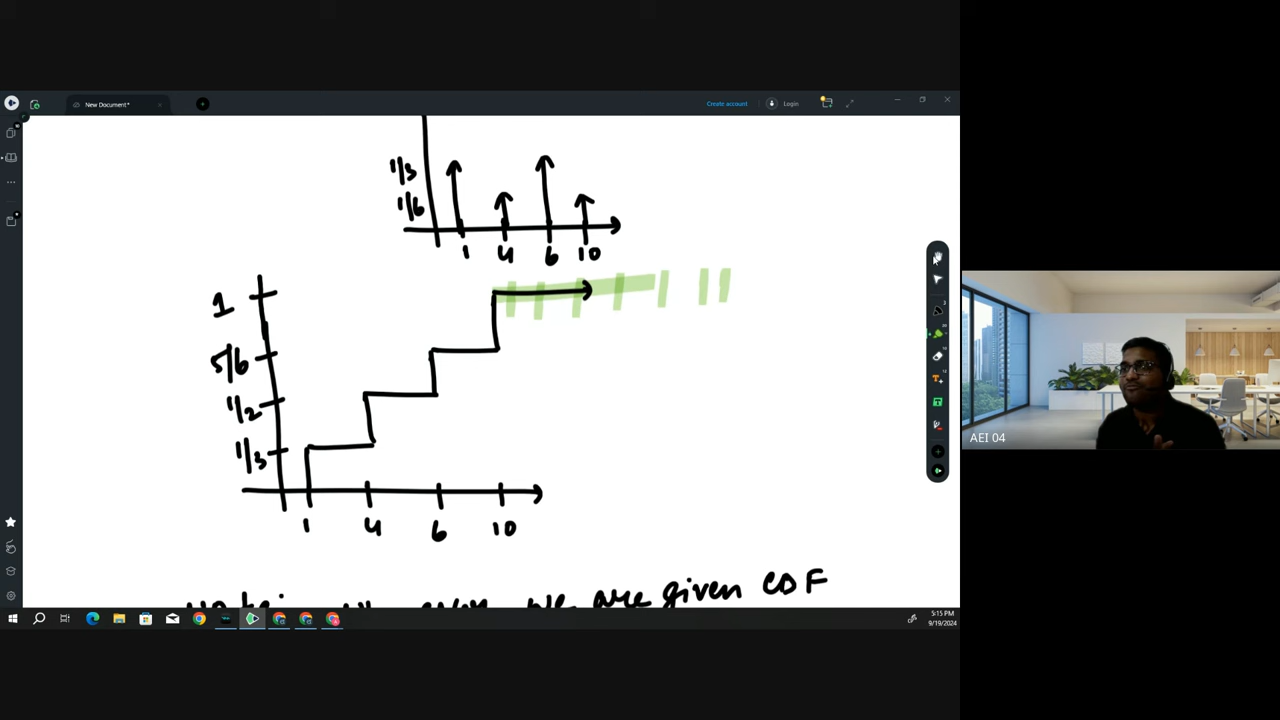 New Document*
Create account
Login
1/3
1/6
1 4 6 10
1
5/6
1/2
1/3
1 4 6 10
we are given CDF
AEI 04
5:15 PM
9/19/2024